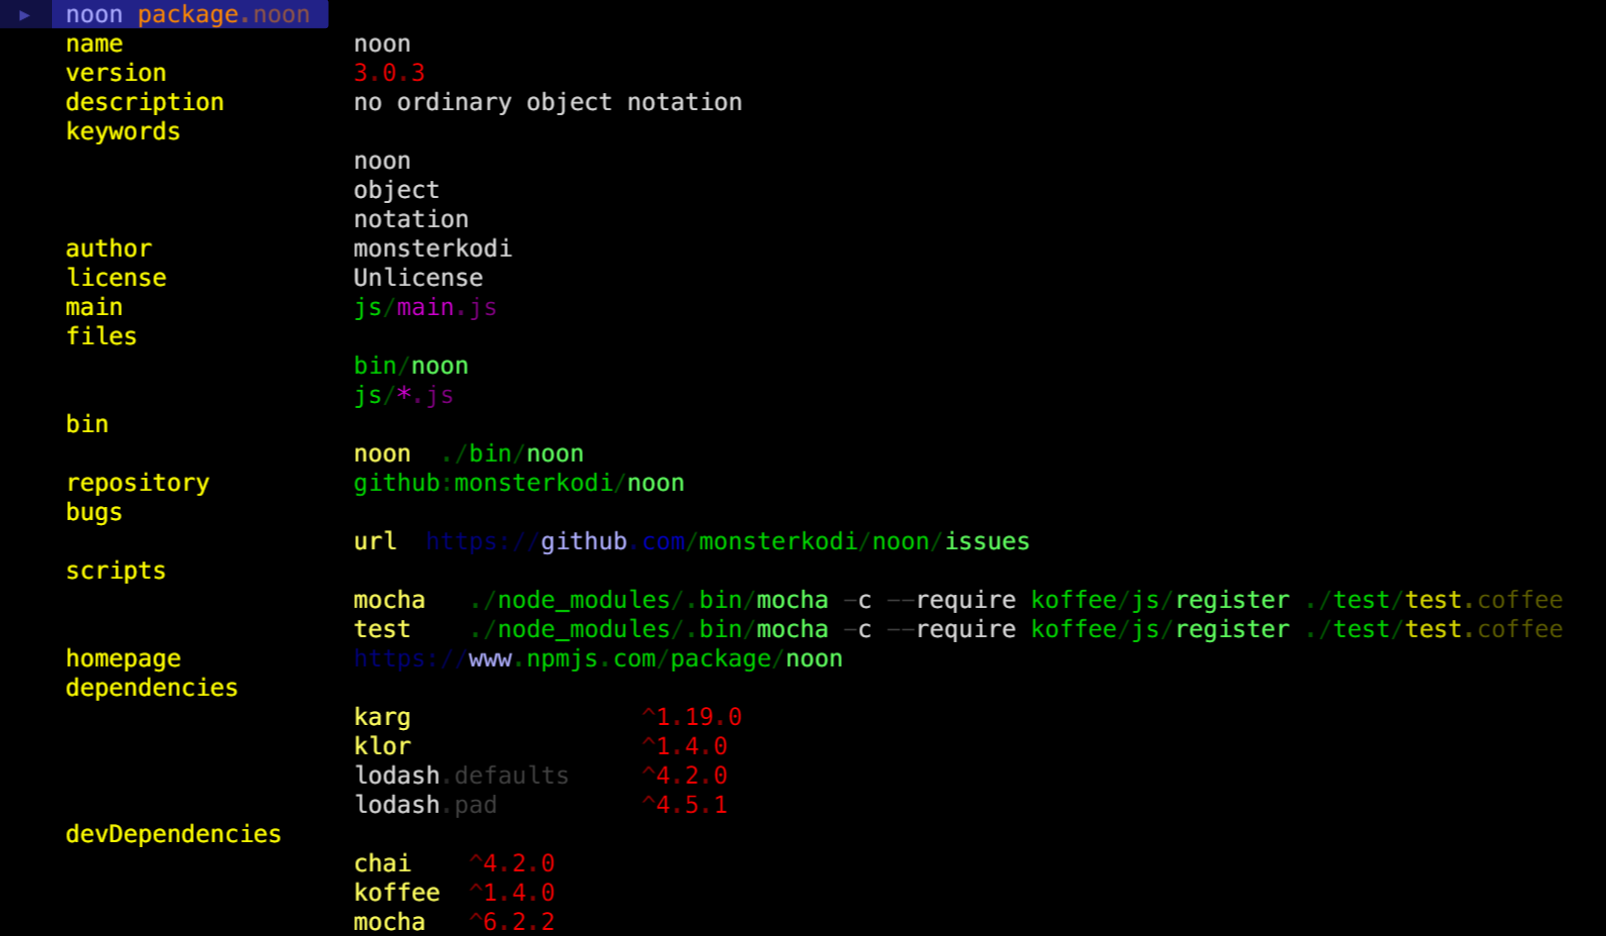 ▶ noon package.noon
name noon
version 3.0.3
description no ordinary object notation
keywords
noon
object
notation
author monsterkodi
license Unlicense
main js/main.js
files
bin/noon
js/*.js
bin
noon ./bin/noon
repository github:monsterkodi/noon
bugs
url https://github.com/monsterkodi/noon/issues
scripts
mocha ./node_modules/.bin/mocha -c --require koffee/js/register ./test/test.coffee
test ./node_modules/.bin/mocha -c --require koffee/js/register ./test/test.coffee
homepage https://www.npmjs.com/package/noon
dependencies
karg ^1.19.0
klor ^1.4.0
lodash.defaults ^4.2.0
lodash.pad ^4.5.1
devDependencies
chai ^4.2.0
koffee ^1.4.0
mocha ^6.2.2